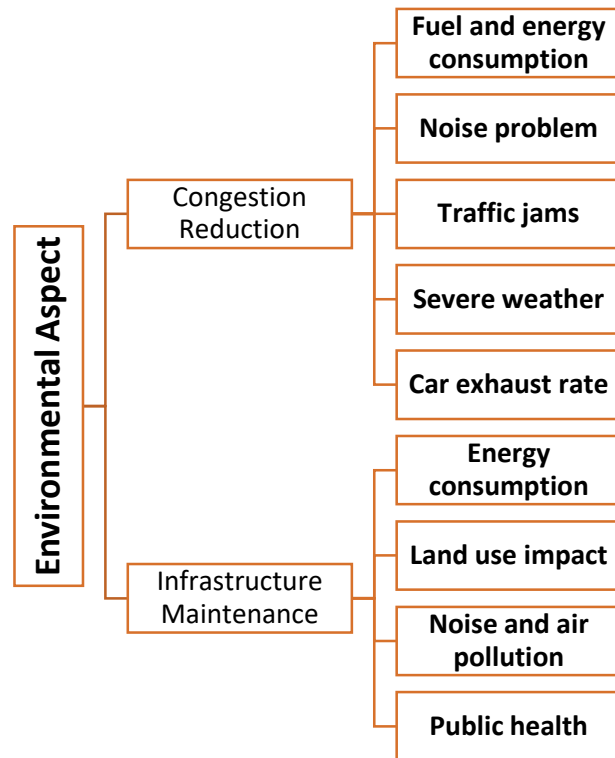 Environmental Aspect
Congestion
Reduction
Fuel and energy
consumption
Noise problem
Traffic jams
Severe weather
Car exhaust rate
Infrastructure
Maintenance
Energy
consumption
Land use impact
Noise and air
pollution
Public health